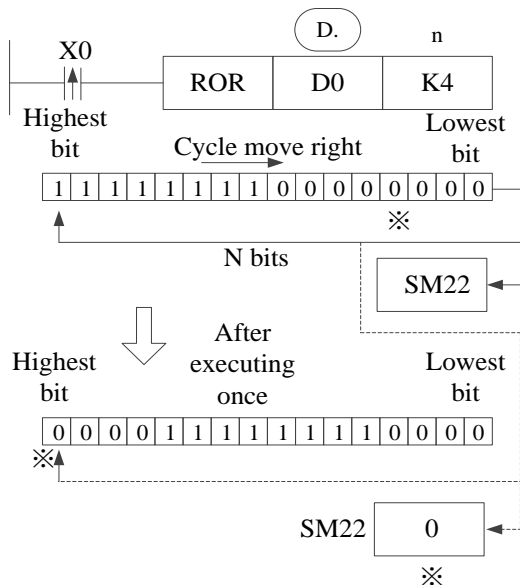 D. n
X0 ROR D0 K4
Highest bit
Lowest bit
Cycle move right
1 1 1 1 1 1 1 1 0 0 0 0 0 0 0 0
※
N bits
SM22
After executing once
Highest bit
Lowest bit
0 0 0 0 1 1 1 1 1 1 1 1 0 0 0 0
※
SM22 0
※